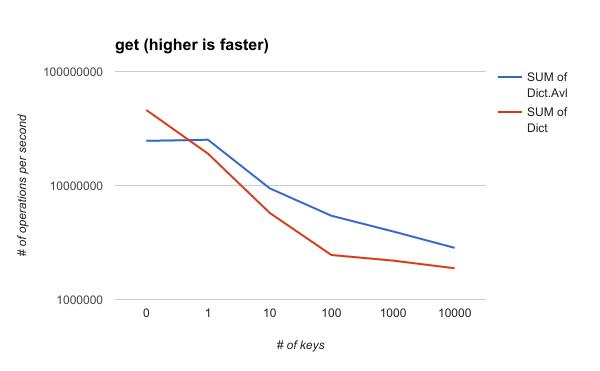 get (higher is faster)
100000000
10000000
1000000
# of operations per second
0 1 10 100 1000 10000
# of keys
SUM of
Dict.Avl
SUM of
Dict